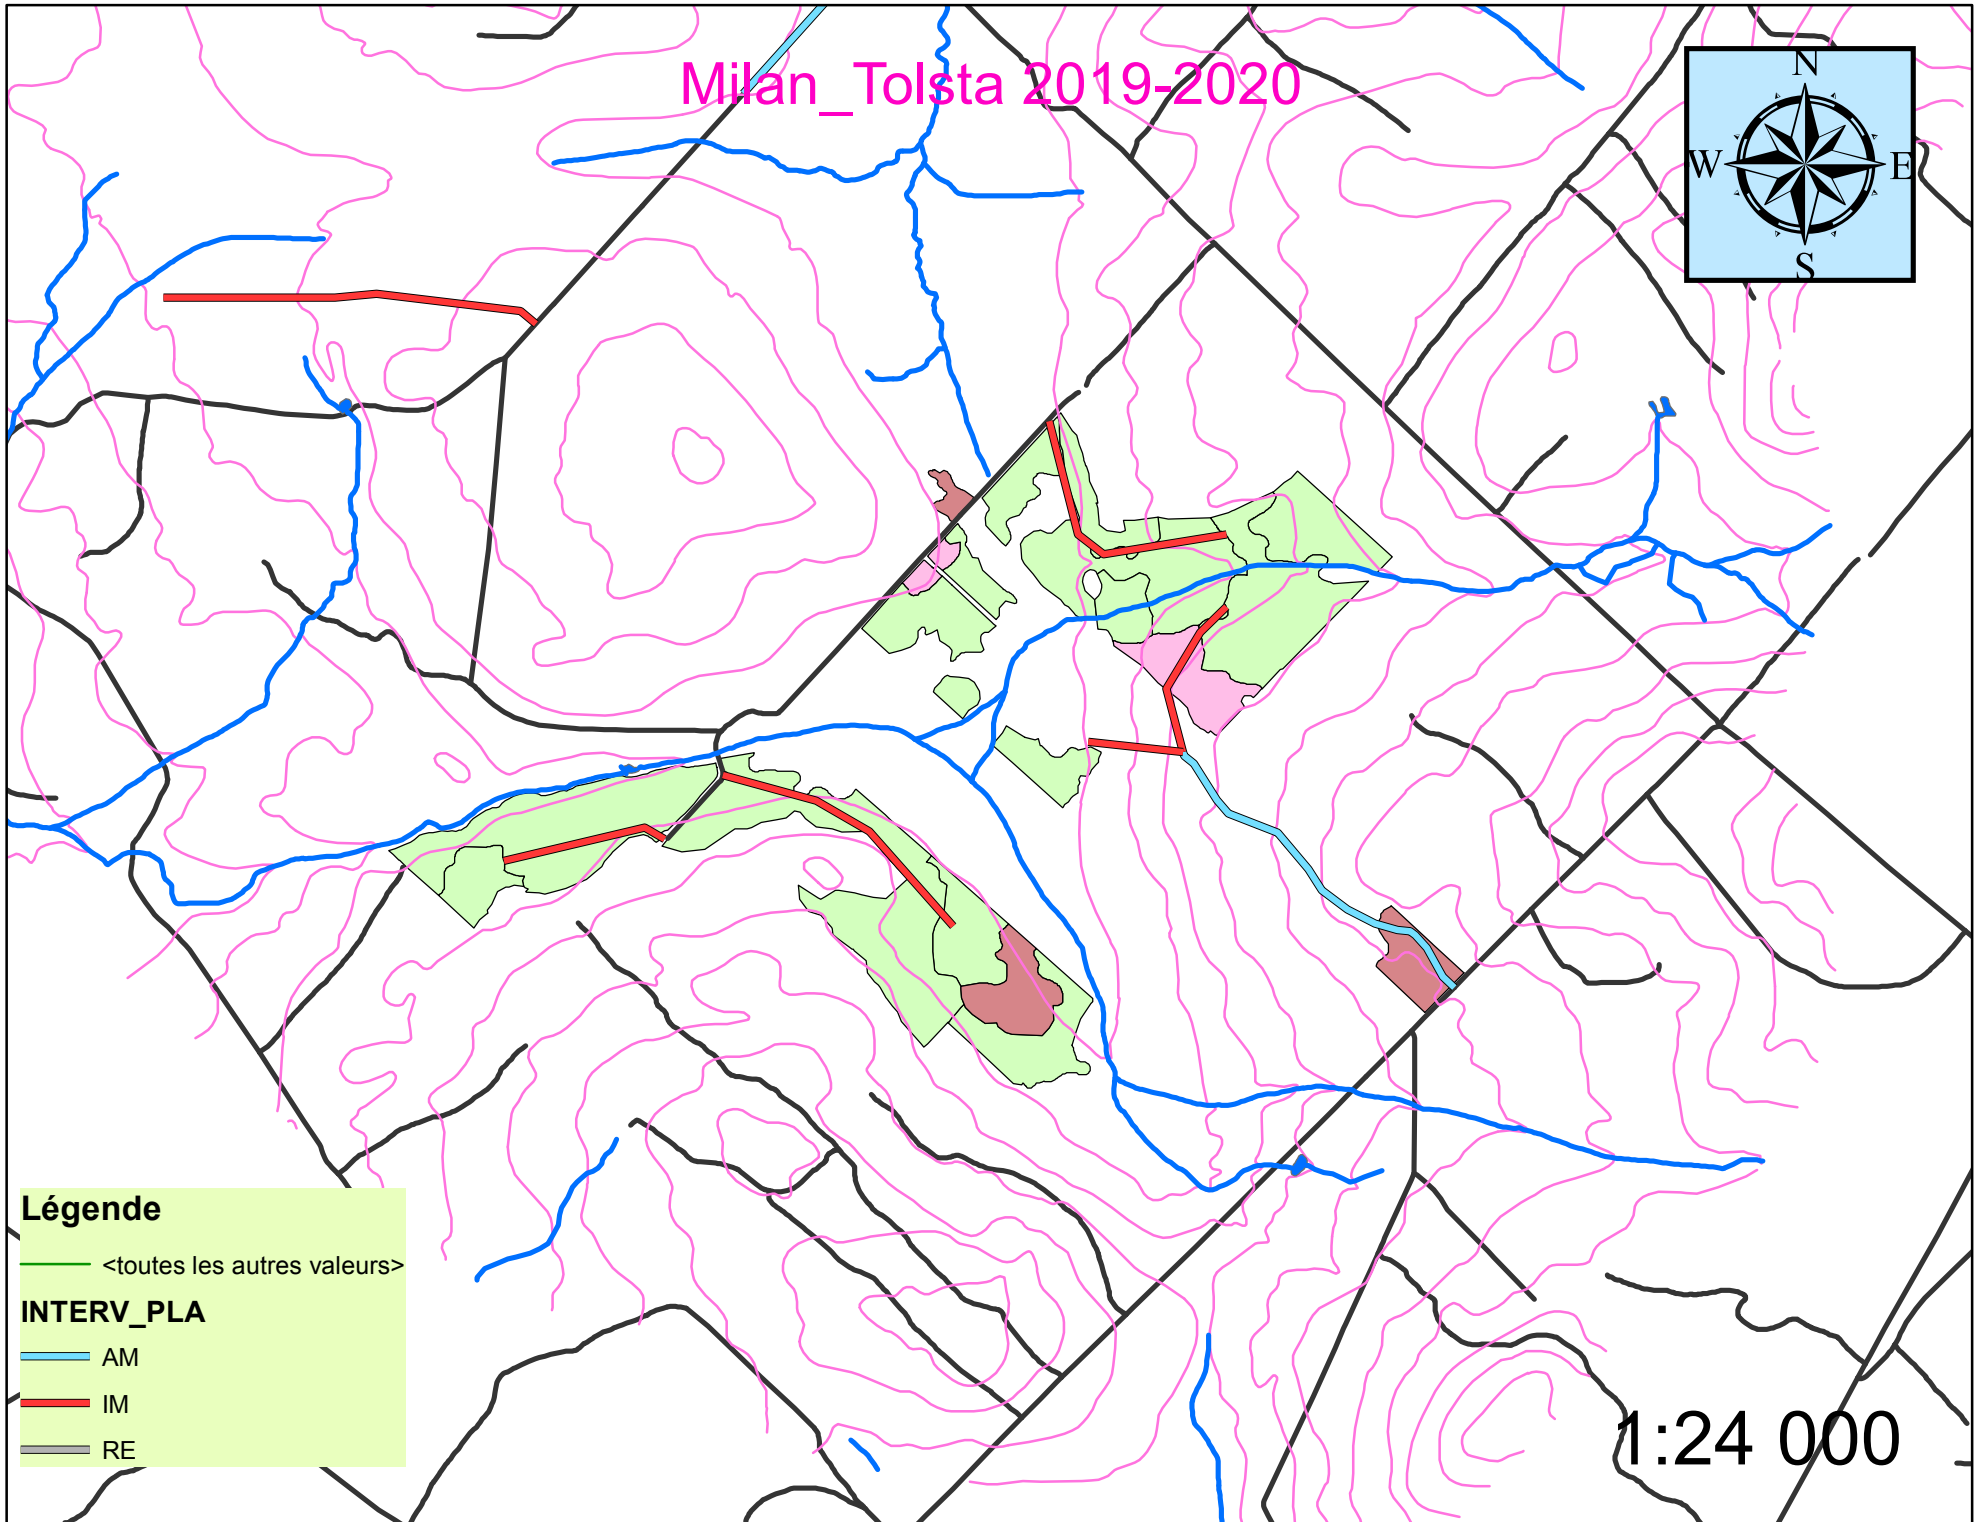 Milan_Tolsta 2019-2020
N
W
E
S
Légende
<toutes les autres valeurs>
INTERV_PLA
AM
IM
RE
1:24 000